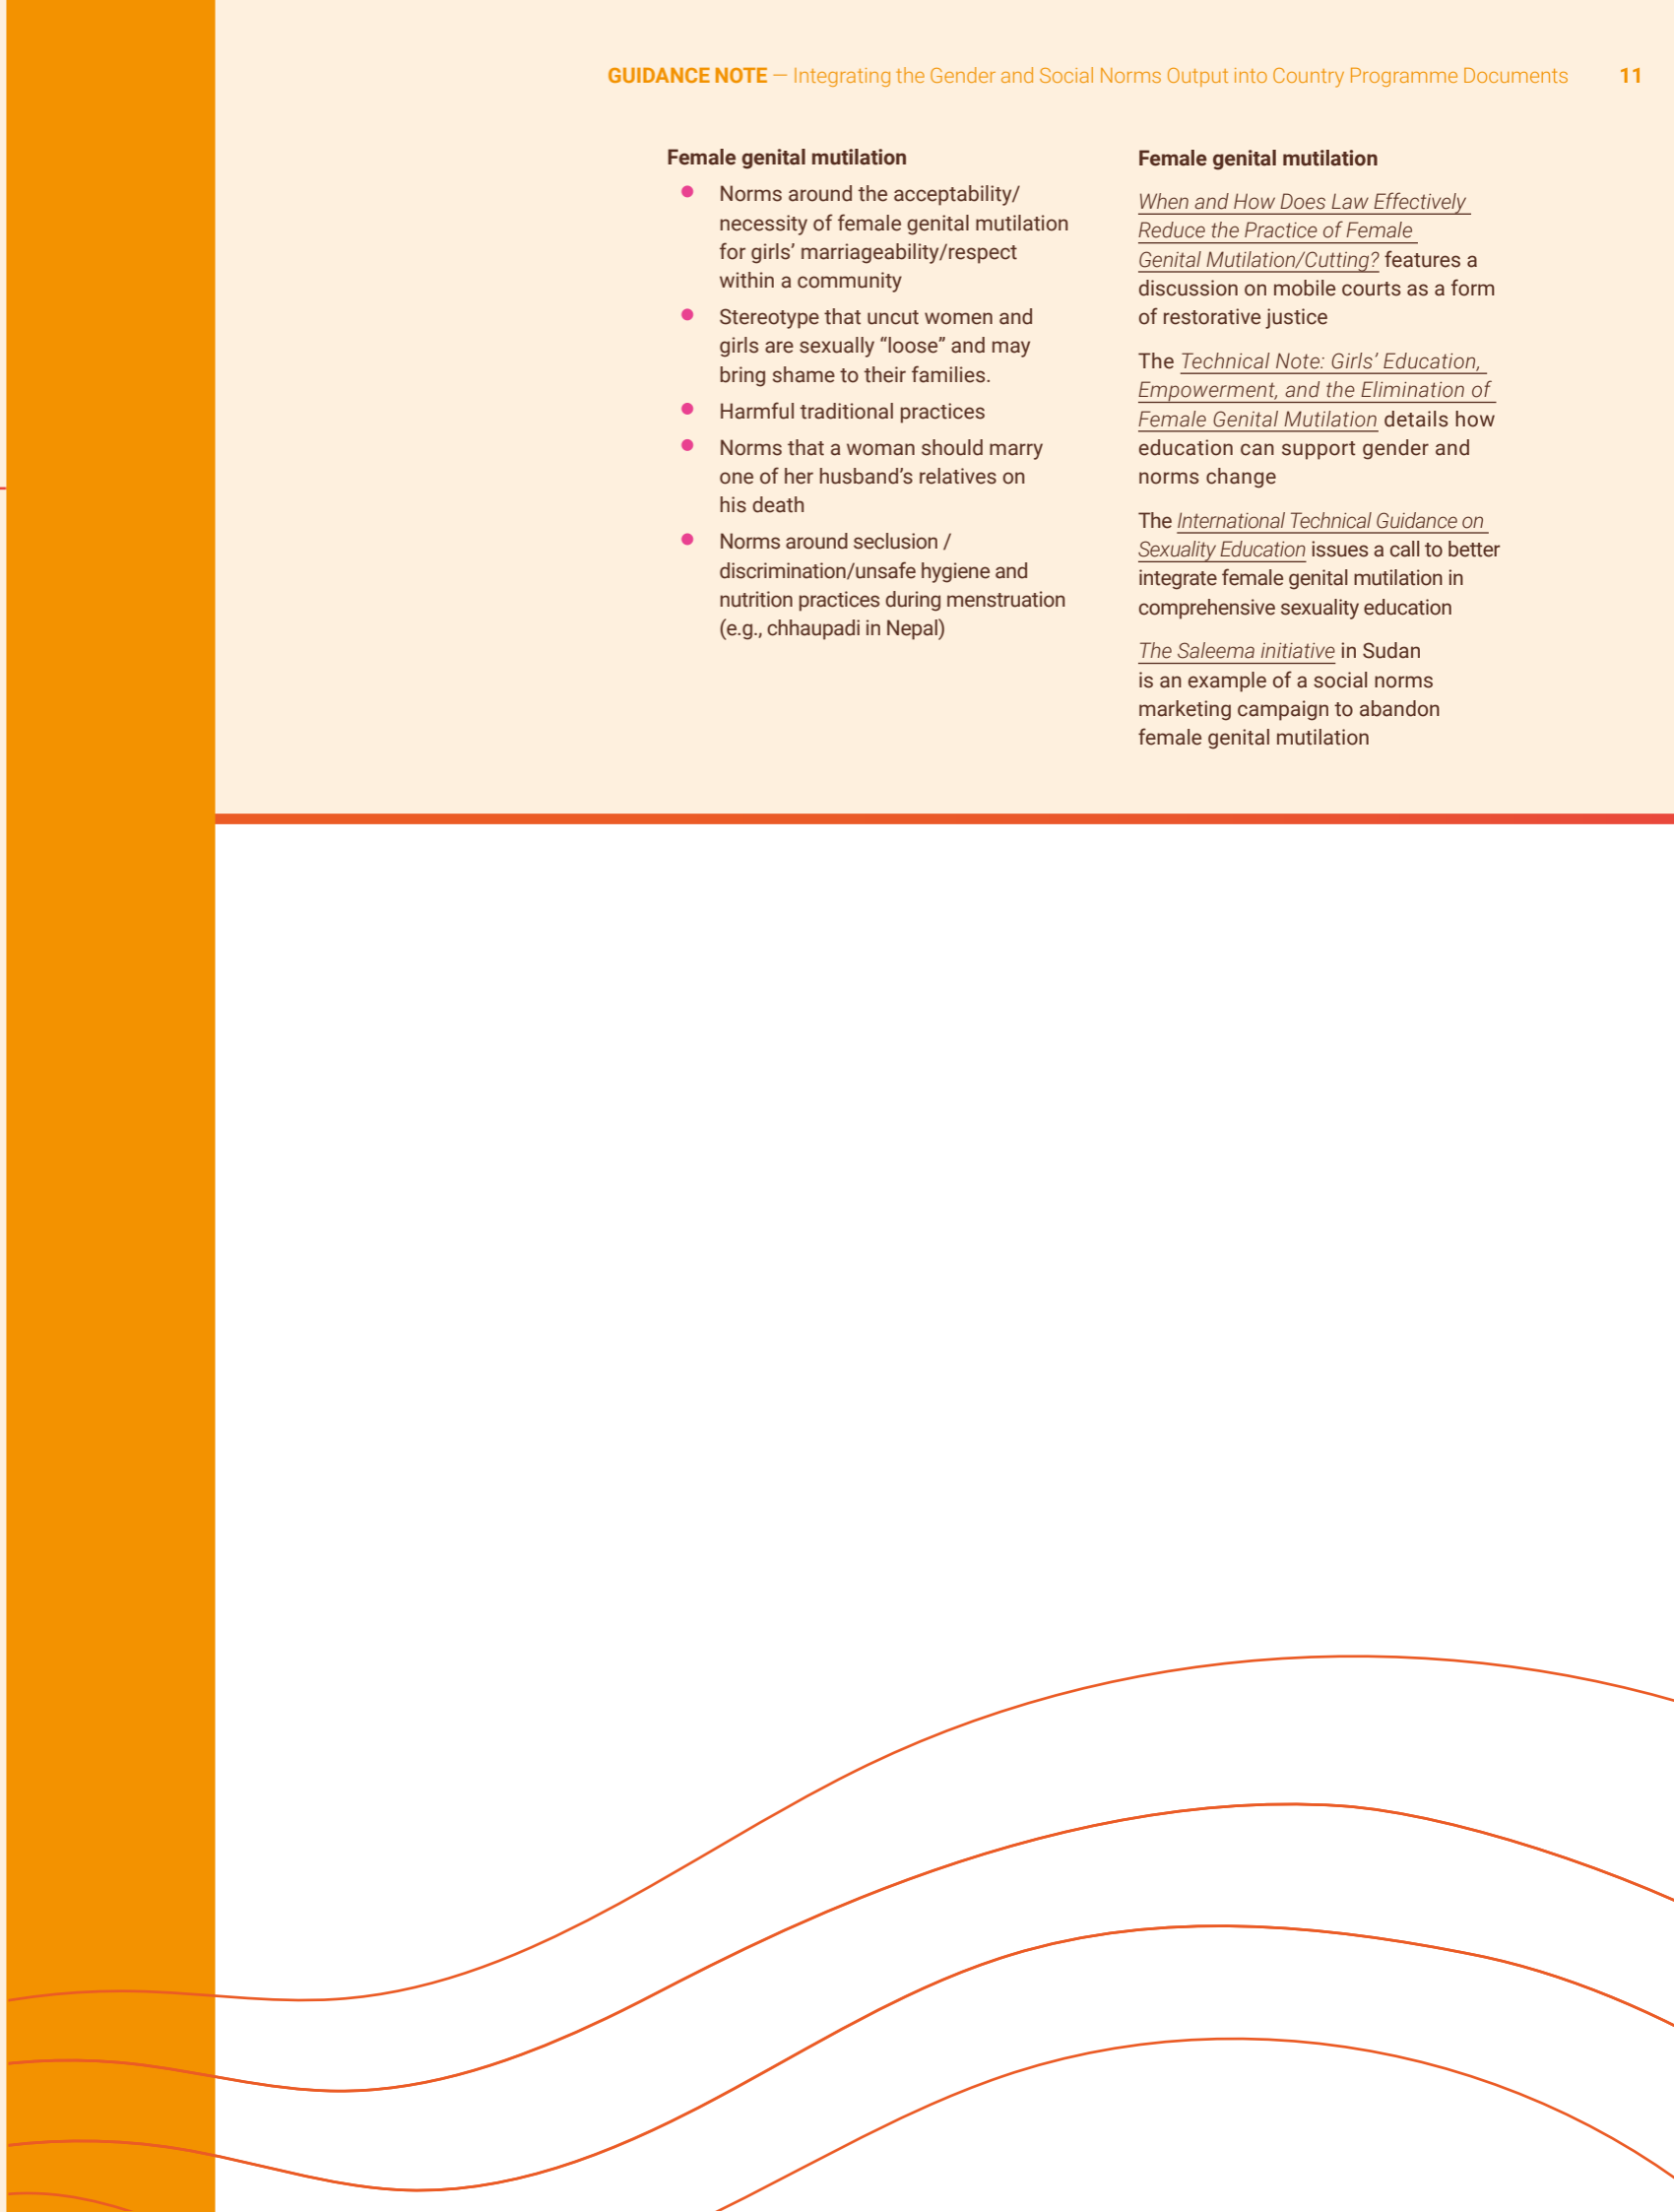 GUIDANCE NOTE — Integrating the Gender and Social Norms Output into Country Programme Documents 11
Female genital mutilation
● Norms around the acceptability/
necessity of female genital mutilation
for girls’ marriageability/respect
within a community
● Stereotype that uncut women and
girls are sexually “loose” and may
bring shame to their families.
● Harmful traditional practices
● Norms that a woman should marry
one of her husband’s relatives on
his death
● Norms around seclusion /
discrimination/unsafe hygiene and
nutrition practices during menstruation
(e.g., chhaupadi in Nepal)
Female genital mutilation
When and How Does Law Effectively
Reduce the Practice of Female
Genital Mutilation/Cutting? features a
discussion on mobile courts as a form
of restorative justice
The Technical Note: Girls’ Education,
Empowerment, and the Elimination of
Female Genital Mutilation details how
education can support gender and
norms change
The International Technical Guidance on
Sexuality Education issues a call to better
integrate female genital mutilation in
comprehensive sexuality education
The Saleema initiative in Sudan
is an example of a social norms
marketing campaign to abandon
female genital mutilation